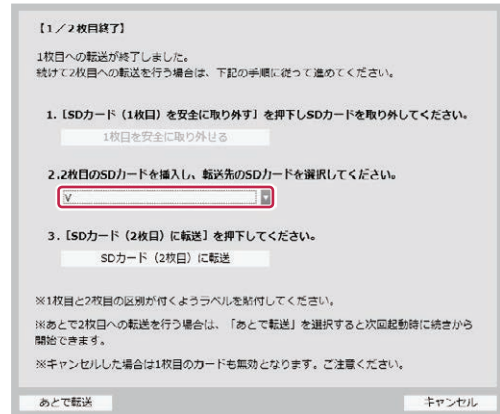 【1/2枚目終了】
1枚目への転送が終了しました。
続けて2枚目への転送を行う場合は、下記の手順に従って進めてください。
1.［SDカード（1枚目）を安全に取り外す］を押下しSDカードを取り外してください。
1枚目を安全に取り外せる
2.2枚目のSDカードを挿入し、転送先のSDカードを選択してください。
V
3.［SDカード（2枚目）に転送］を押下してください。
SDカード（2枚目）に転送
※1枚目と2枚目の区別が付くようラベルを貼付してください。
※あとで2枚目への転送を行う場合は、「あとで転送」を選択すると次回起動時に続きから
開始できます。
※キャンセルした場合は1枚目のカードも無効となります。ご注意ください。
あとで転送
キャンセル